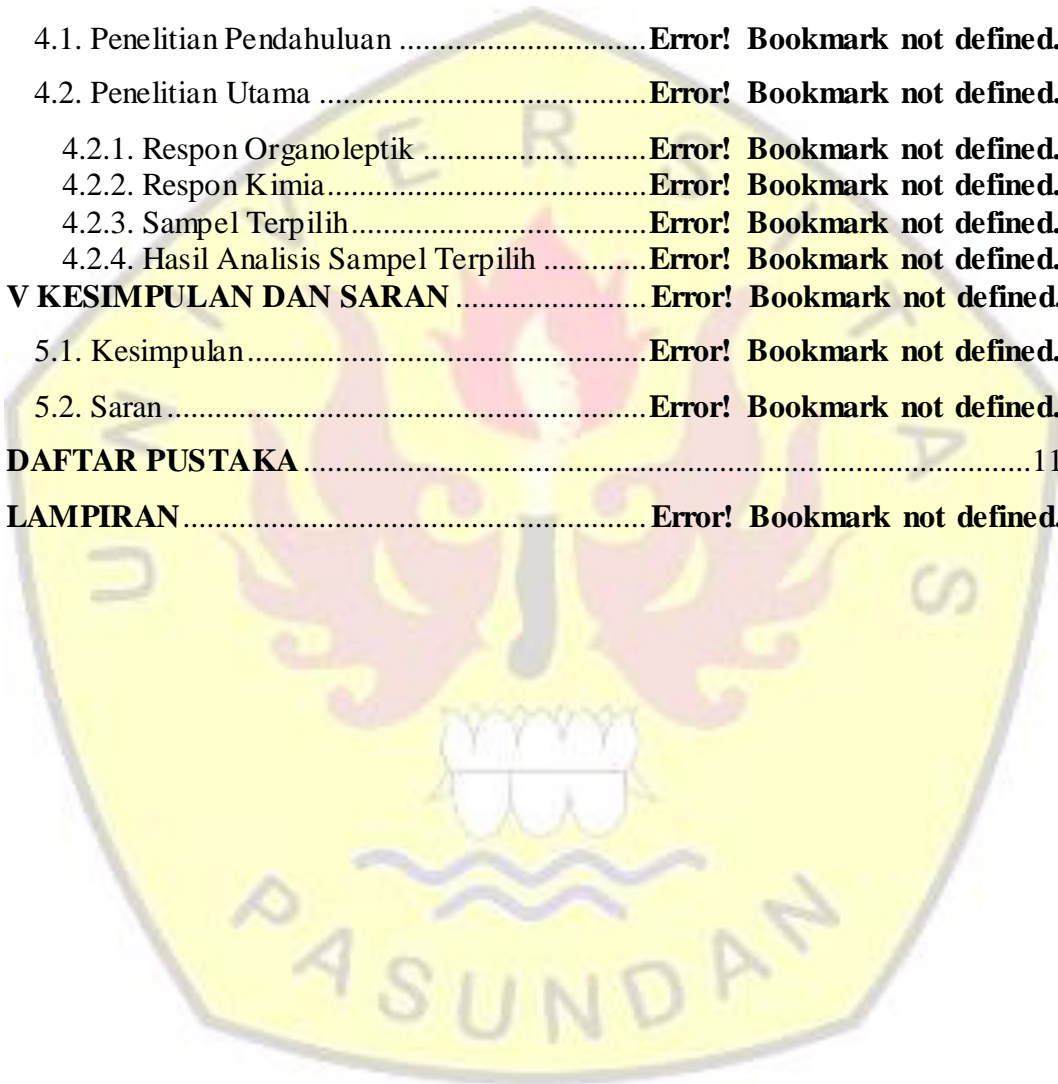 4.1. Penelitian Pendahuluan ..........................Error! Bookmark not defined.
4.2. Penelitian Utama ..................................Error! Bookmark not defined.
4.2.1. Respon Organoleptik ........................Error! Bookmark not defined.
4.2.2. Respon Kimia..................................Error! Bookmark not defined.
4.2.3. Sampel Terpilih................................Error! Bookmark not defined.
4.2.4. Hasil Analisis Sampel Terpilih ...........Error! Bookmark not defined.
V KESIMPULAN DAN SARAN ....................Error! Bookmark not defined.
5.1. Kesimpulan..........................................Error! Bookmark not defined.
5.2. Saran ..................................................Error! Bookmark not defined.
DAFTAR PUSTAKA.............................................................................11
LAMPIRAN.................................................Error! Bookmark not defined.
UNIVERSITAS
PASUNDAN